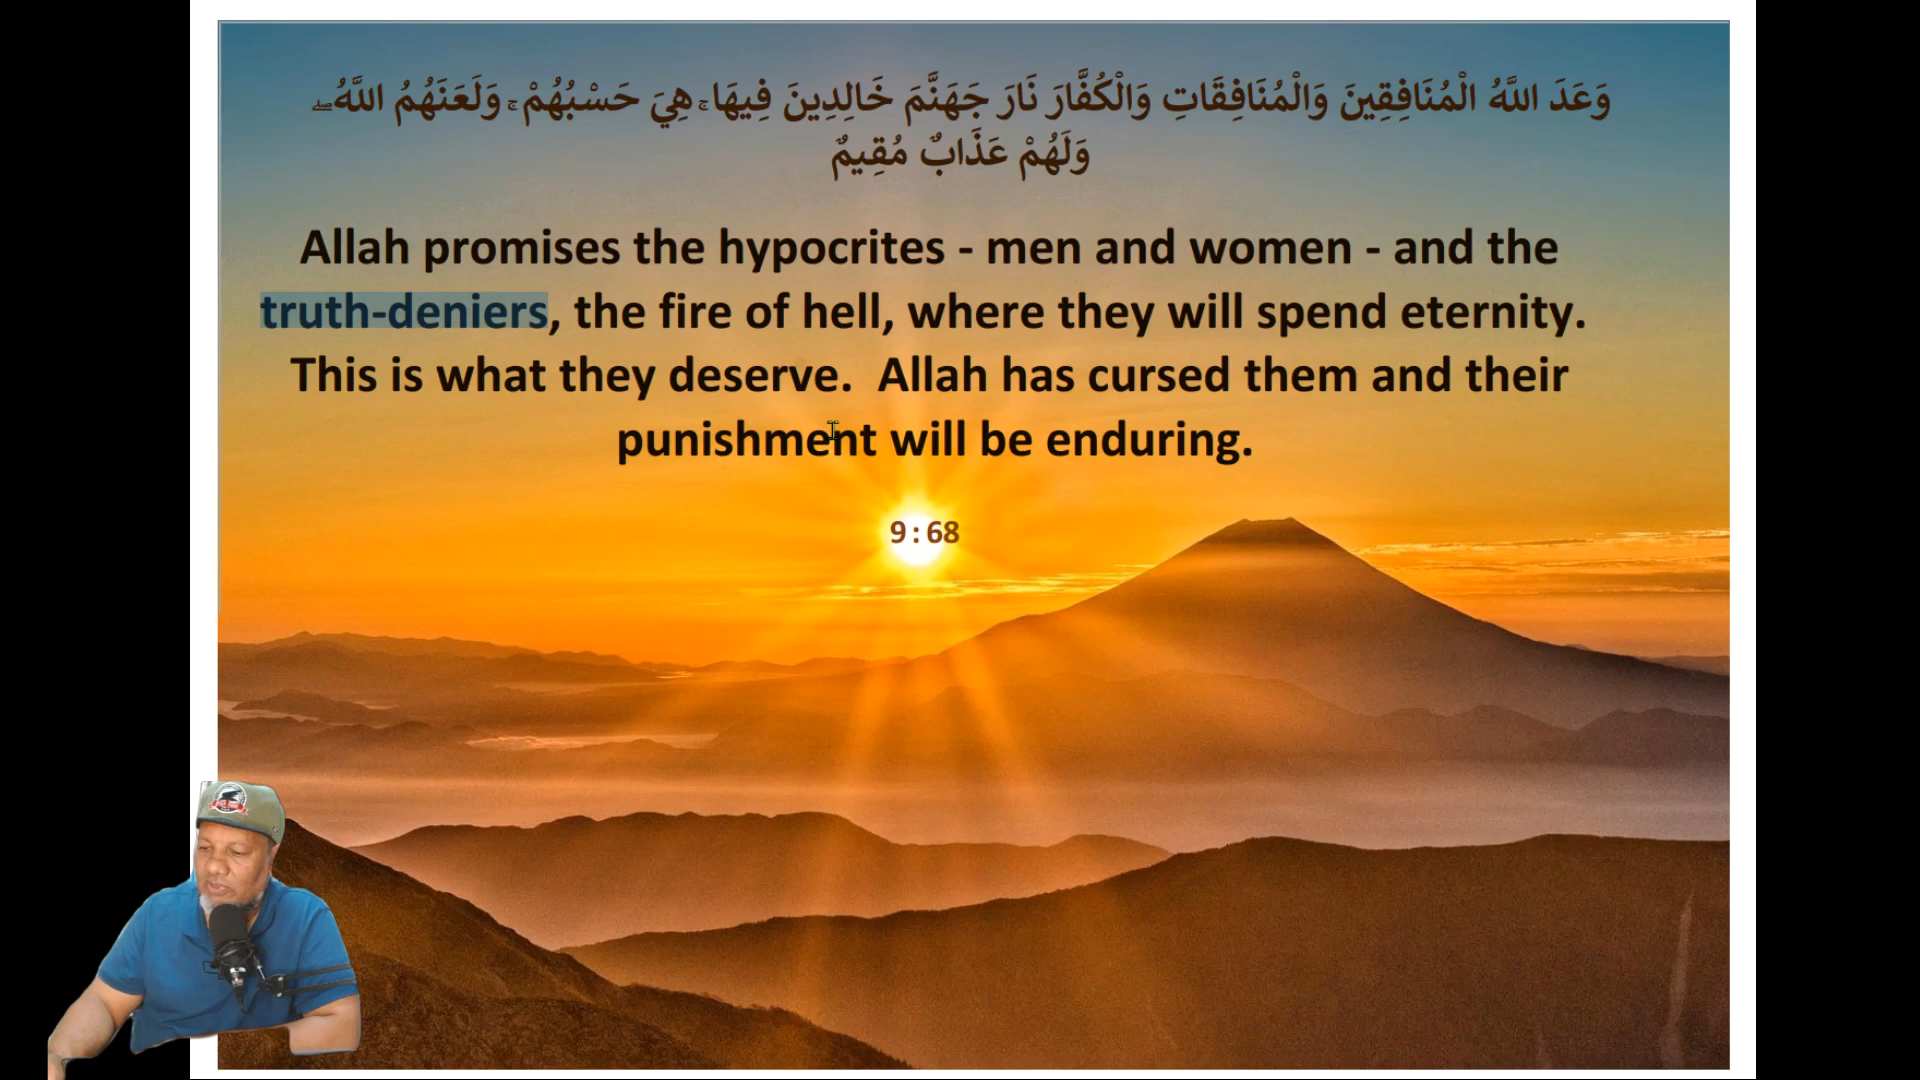 وَعَدَ اللَّهُ الْمُنَافِقِينَ وَالْمُنَافِقَاتِ وَالْكُفَّارَ نَارَ جَهَنَّمَ خَالِدِينَ فِيهَا ۚ هِيَ حَسْبُهُمْ ۚ وَلَعَنَهُمُ اللَّهُ ۖ
وَلَهُمْ عَذَابٌ مُقِيمٌ
Allah promises the hypocrites - men and women - and the
truth-deniers, the fire of hell, where they will spend eternity.
This is what they deserve.  Allah has cursed them and their
punishment will be enduring.
9:68